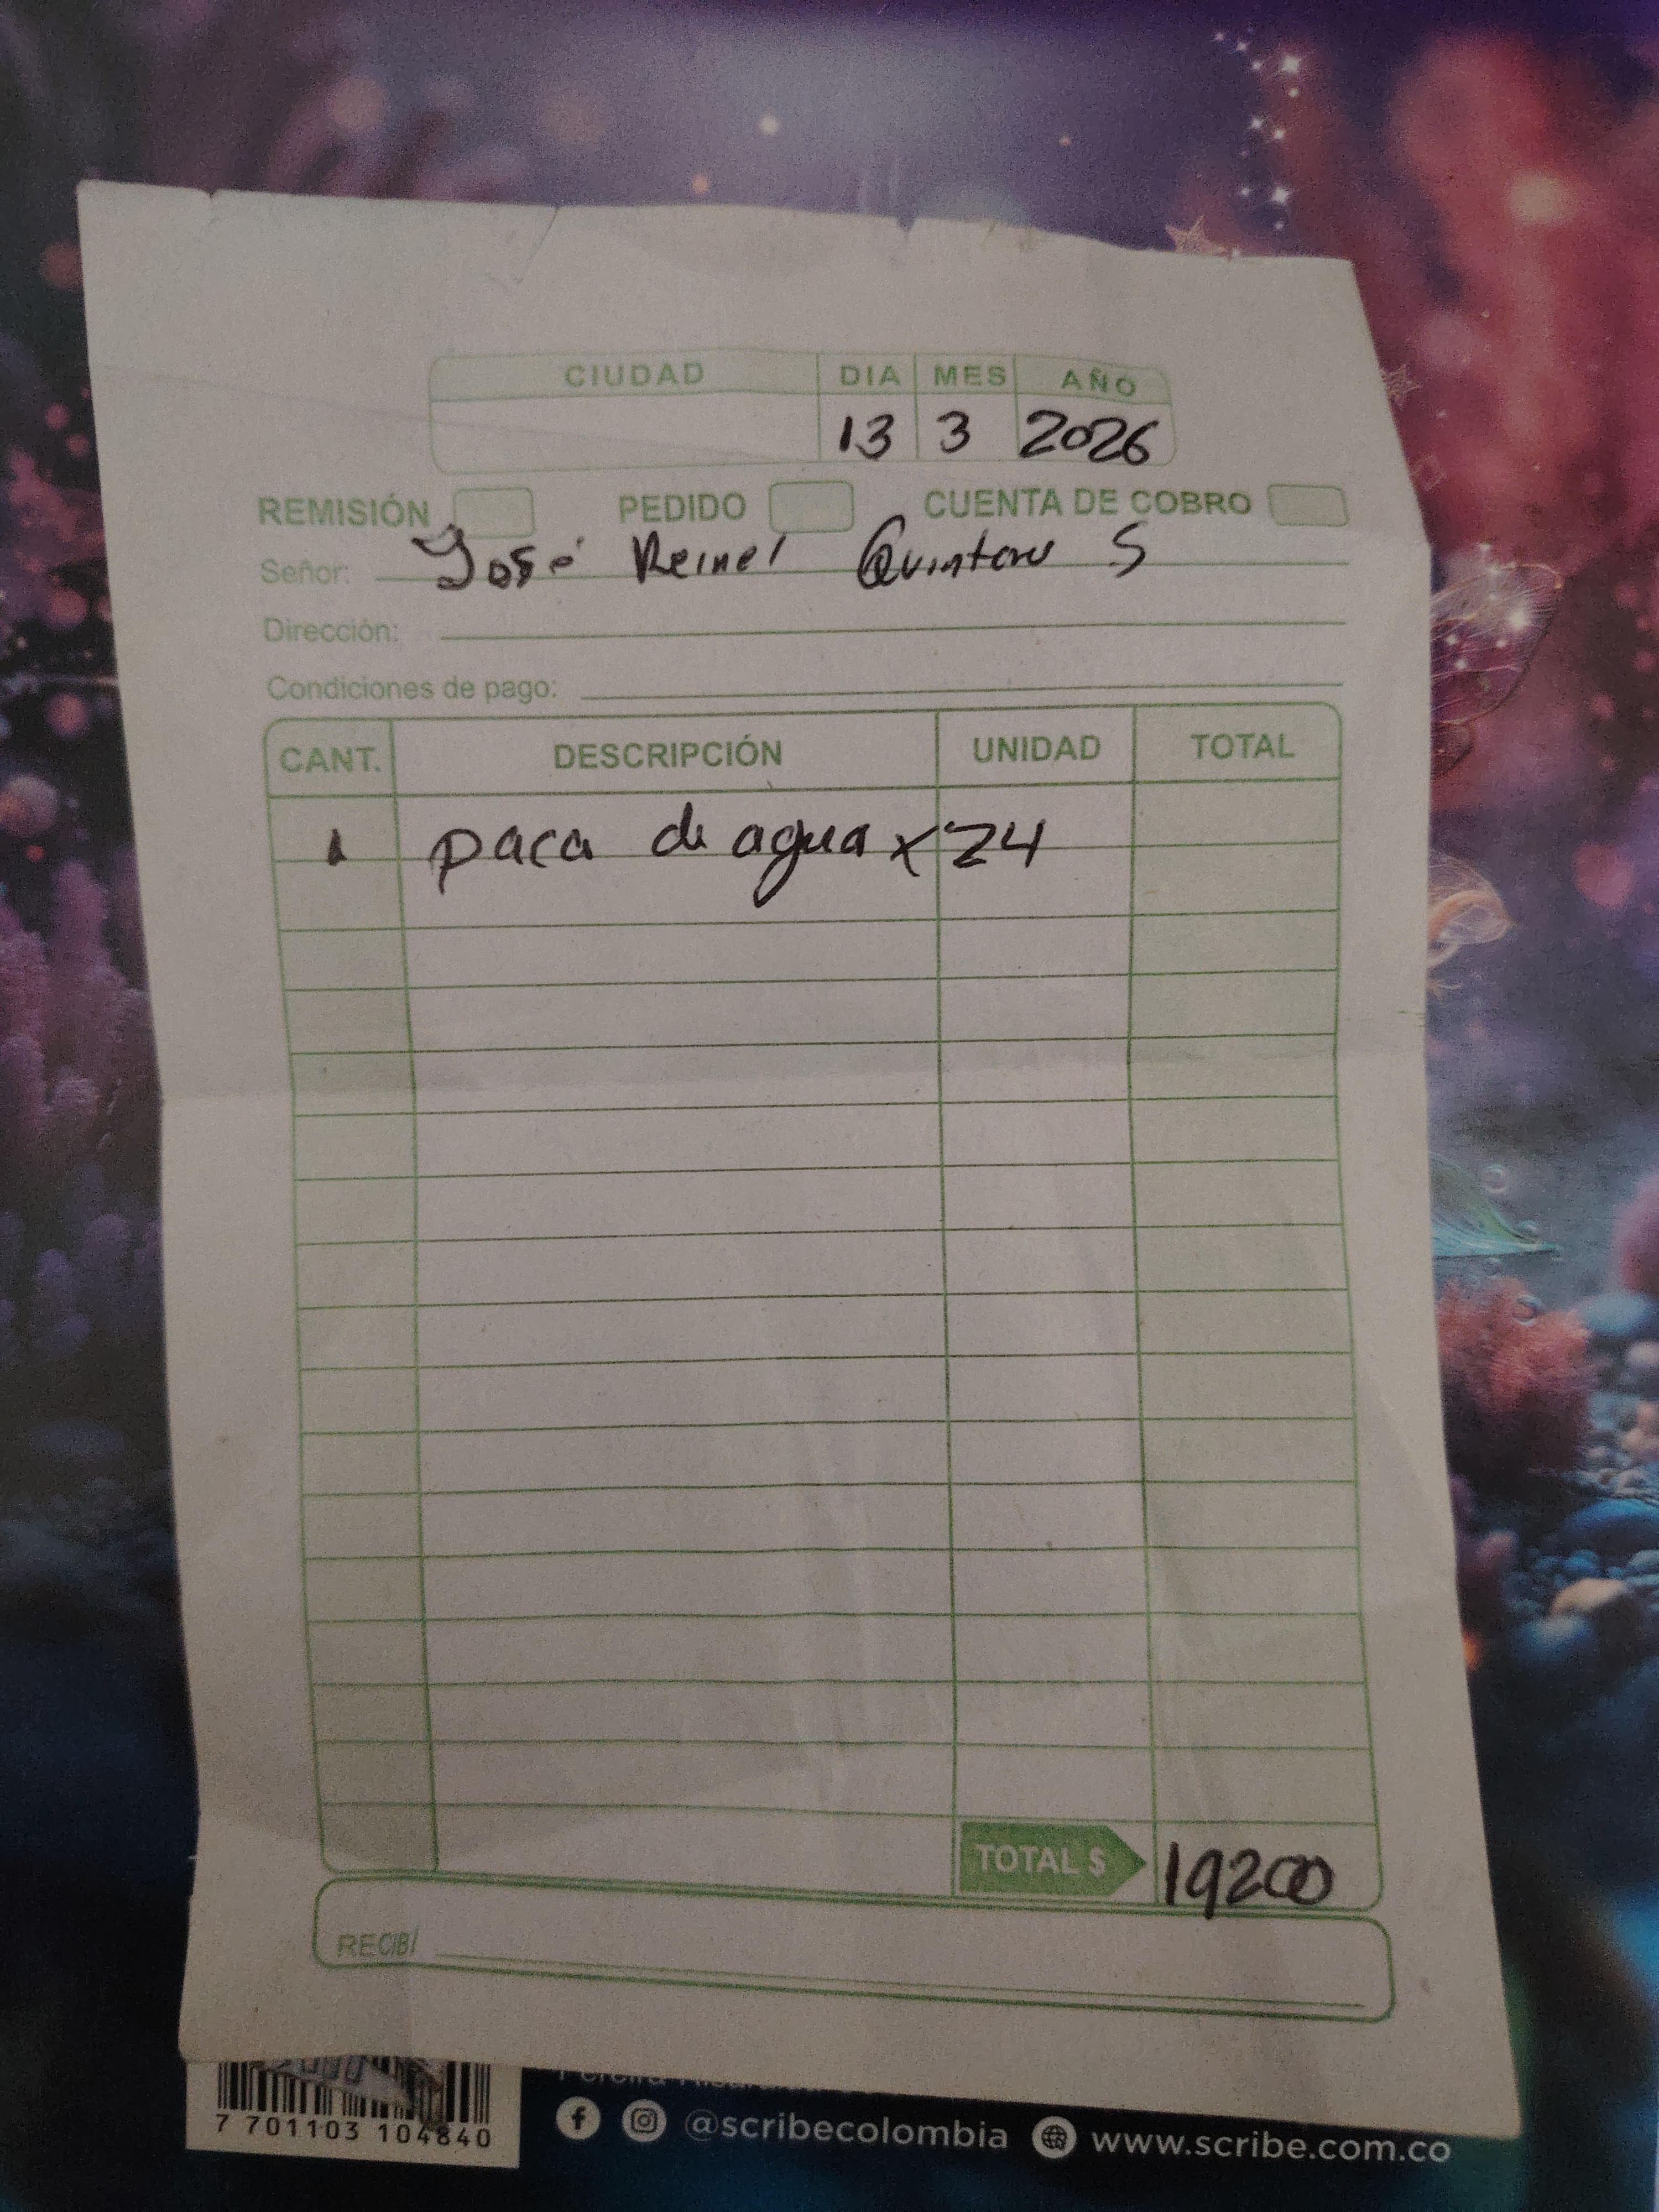 CIUDAD DIA MES AÑO
13 3 2026
REMISIÓN PEDIDO CUENTA DE COBRO
Señor: José Reinel Quintero S
Dirección:
Condiciones de pago:
CANT. DESCRIPCIÓN UNIDAD TOTAL
1 paca de agua x 24
TOTAL $ 19200
RECIBI
7 701103 104840
@scribecolombia www.scribe.com.co